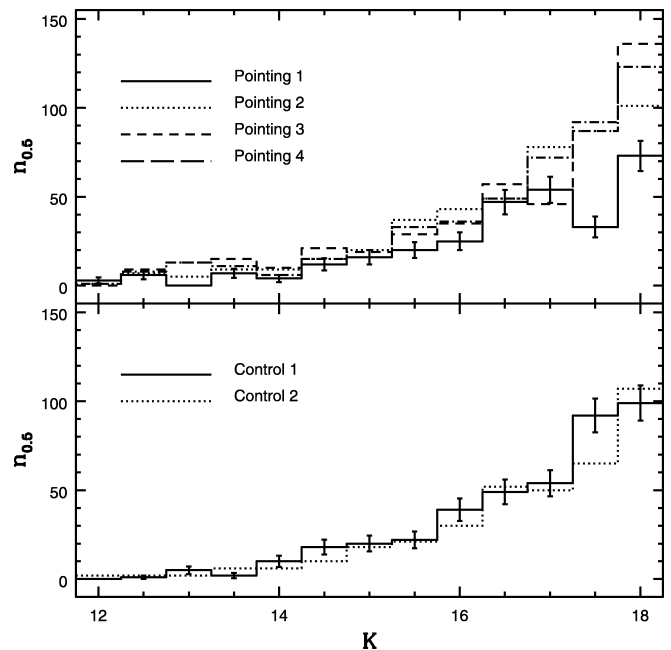 150
100
50
0
n0.5
Pointing 1
Pointing 2
Pointing 3
Pointing 4
150
100
50
0
n0.5
Control 1
Control 2
12
14
16
18
K